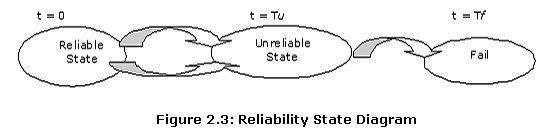 t = 0
t = Tu
t = Tf
Reliable
State
Unreliable
State
Fail
Figure 2.3: Reliability State Diagram